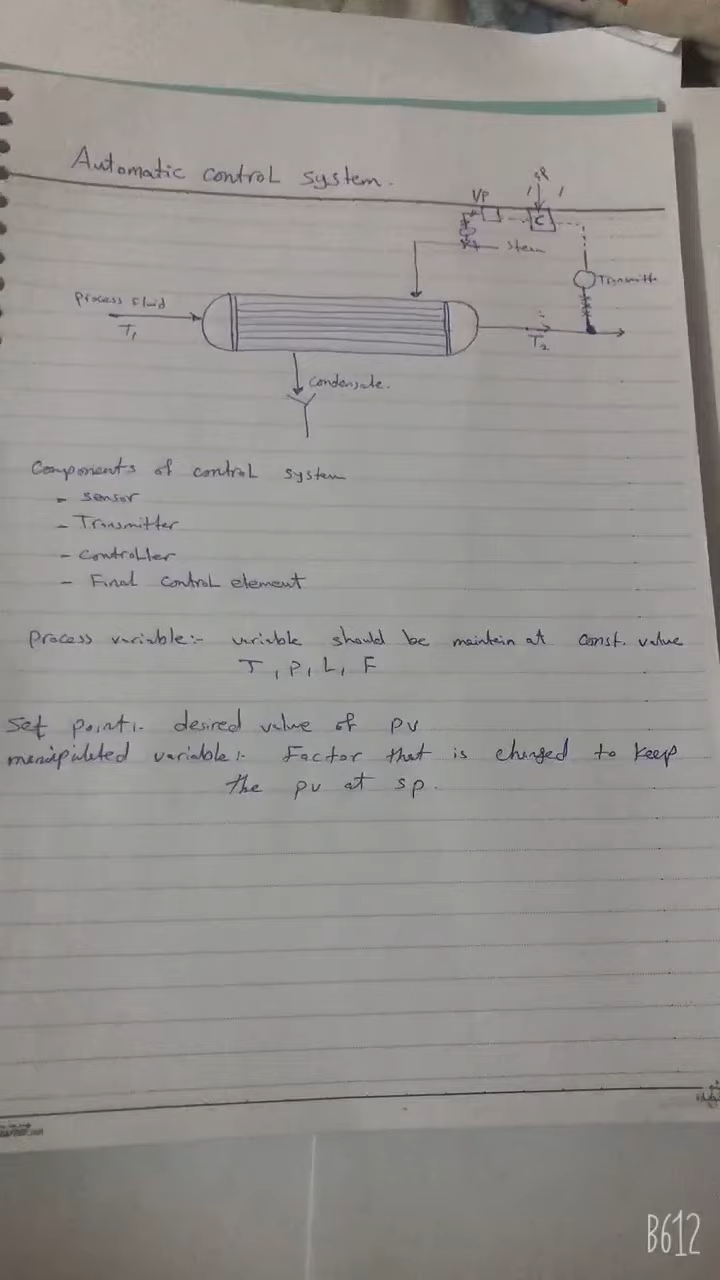 Automatic control system.
SP
VP
C
steam
Transmitte
Process Fluid
T1
T2
Condensate.
Components of control system
- sensor
- Transmitter
- controller
- Final control element
process variable:- variable should be maintain at const. value
T, P, L, F
Set point:- desired value of pv
manipulated variable:- Factor that is changed to keep
the pv at sp.
B612